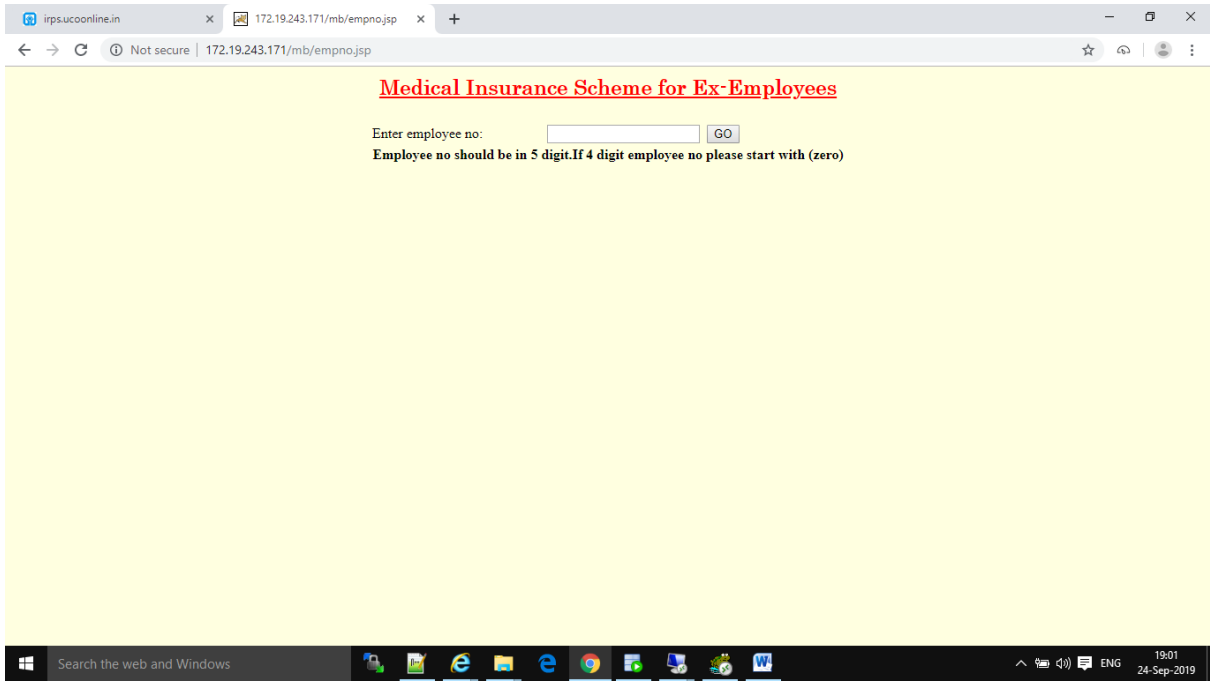 irps.ucoonline.in
172.19.243.171/mb/empno.jsp
Not secure | 172.19.243.171/mb/empno.jsp
Medical Insurance Scheme for Ex-Employees
Enter employee no: GO
Employee no should be in 5 digit.If 4 digit employee no please start with (zero)
Search the web and Windows
ENG
19:01
24-Sep-2019